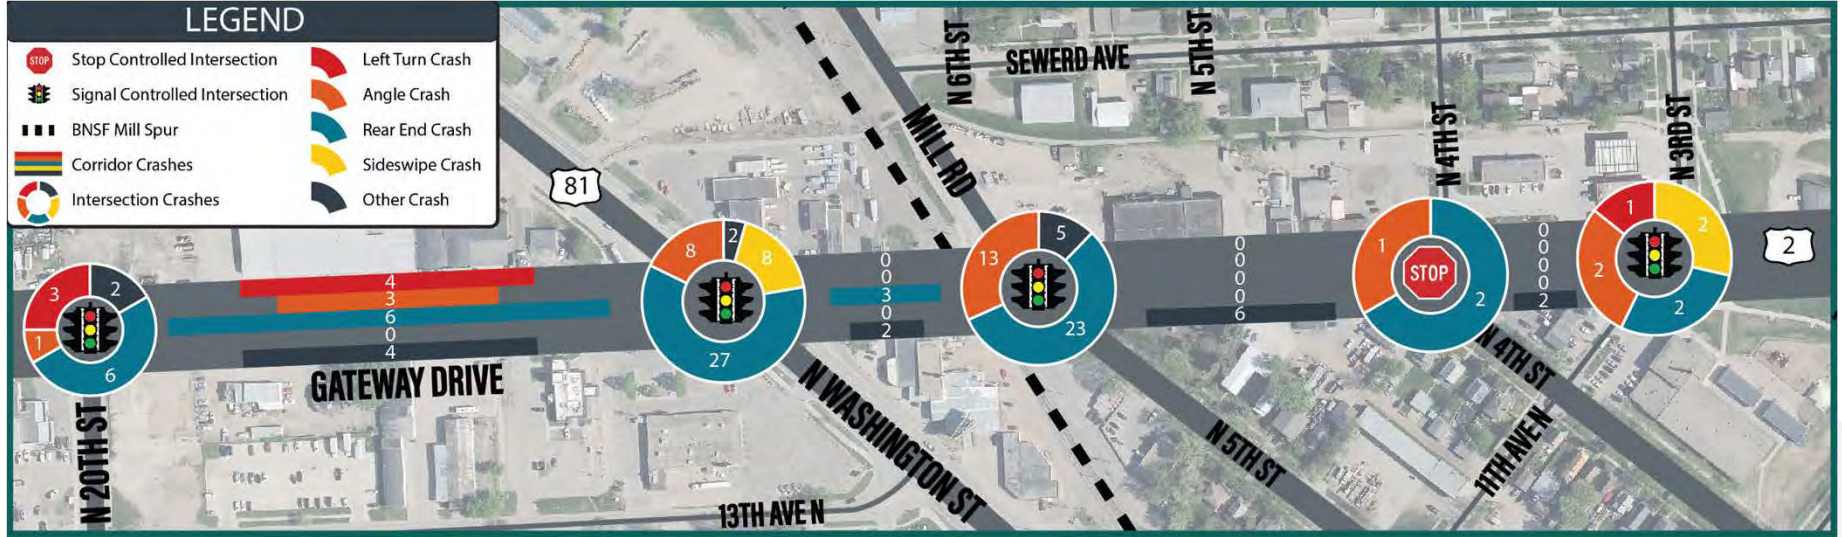 LEGEND
STOP
Stop Controlled Intersection
Signal Controlled Intersection
BNSF Mill Spur
Corridor Crashes
Intersection Crashes
Left Turn Crash
Angle Crash
Rear End Crash
Sideswipe Crash
Other Crash
81
MILL RD
N 6TH ST
SEWERD AVE
N 5TH ST
N 4TH ST
N 3RD ST
2
3
2
1
6
4
3
6
0
4
8
2
8
27
0
0
3
0
2
13
5
23
0
0
0
0
6
1
STOP
2
0
0
0
0
2
1
2
2
2
GATEWAY DRIVE
N 20TH ST
N WASHINGTON ST
13TH AVE N
N 5TH ST
N 4TH ST
11TH AVE N